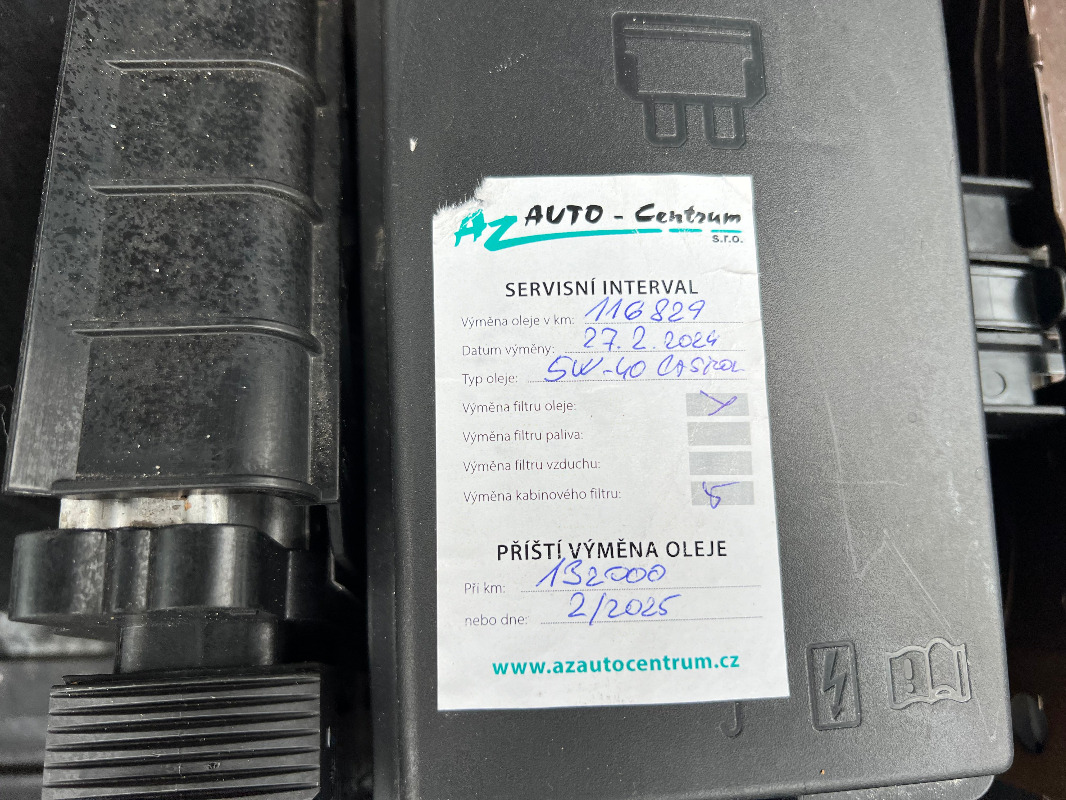 AZ AUTO - Centrum
s.r.o.
SERVISNÍ INTERVAL
Výměna oleje v km: 116829
Datum výměny: 27.2.2024
Typ oleje: 5W-40 CASTROL
Výměna filtru oleje:
Výměna filtru paliva:
Výměna filtru vzduchu:
Výměna kabinového filtru:
PŘÍŠTÍ VÝMĚNA OLEJE
Při km: 132000
nebo dne: 2/2025
www.azautocentrum.cz